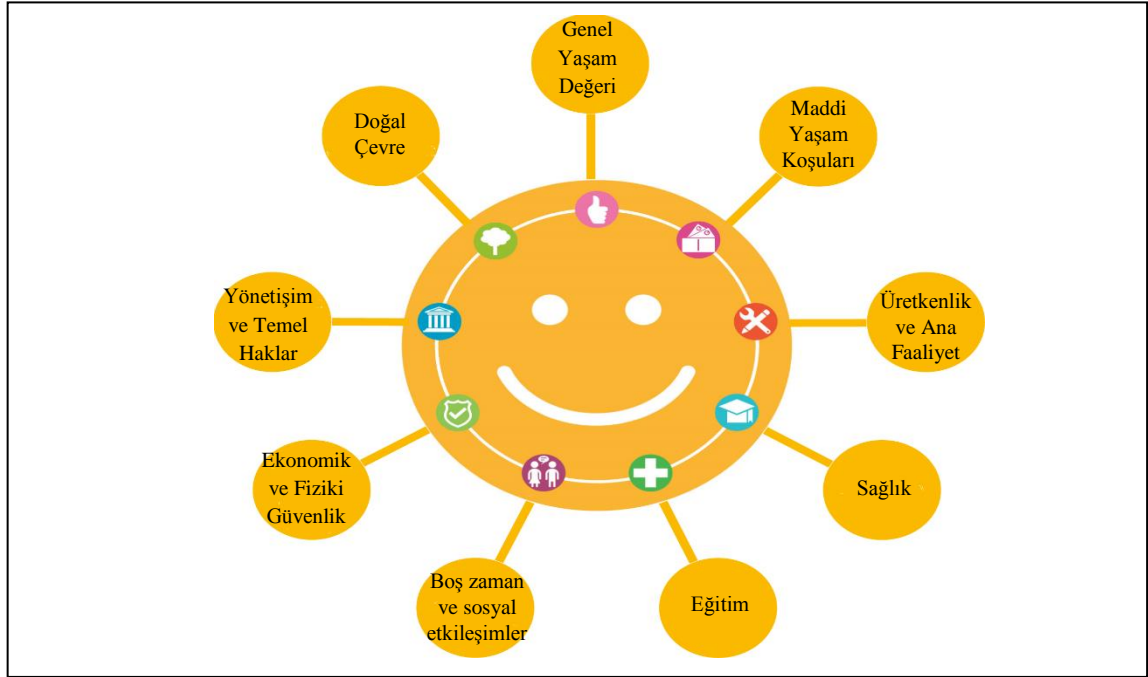 Genel
Yaşam
Değeri
Maddi
Yaşam
Koşuları
Üretkenlik
ve Ana
Faaliyet
Sağlık
Eğitim
Boş zaman
ve sosyal
etkileşimler
Ekonomik
ve Fiziki
Güvenlik
Yönetişim
ve Temel
Haklar
Doğal
Çevre